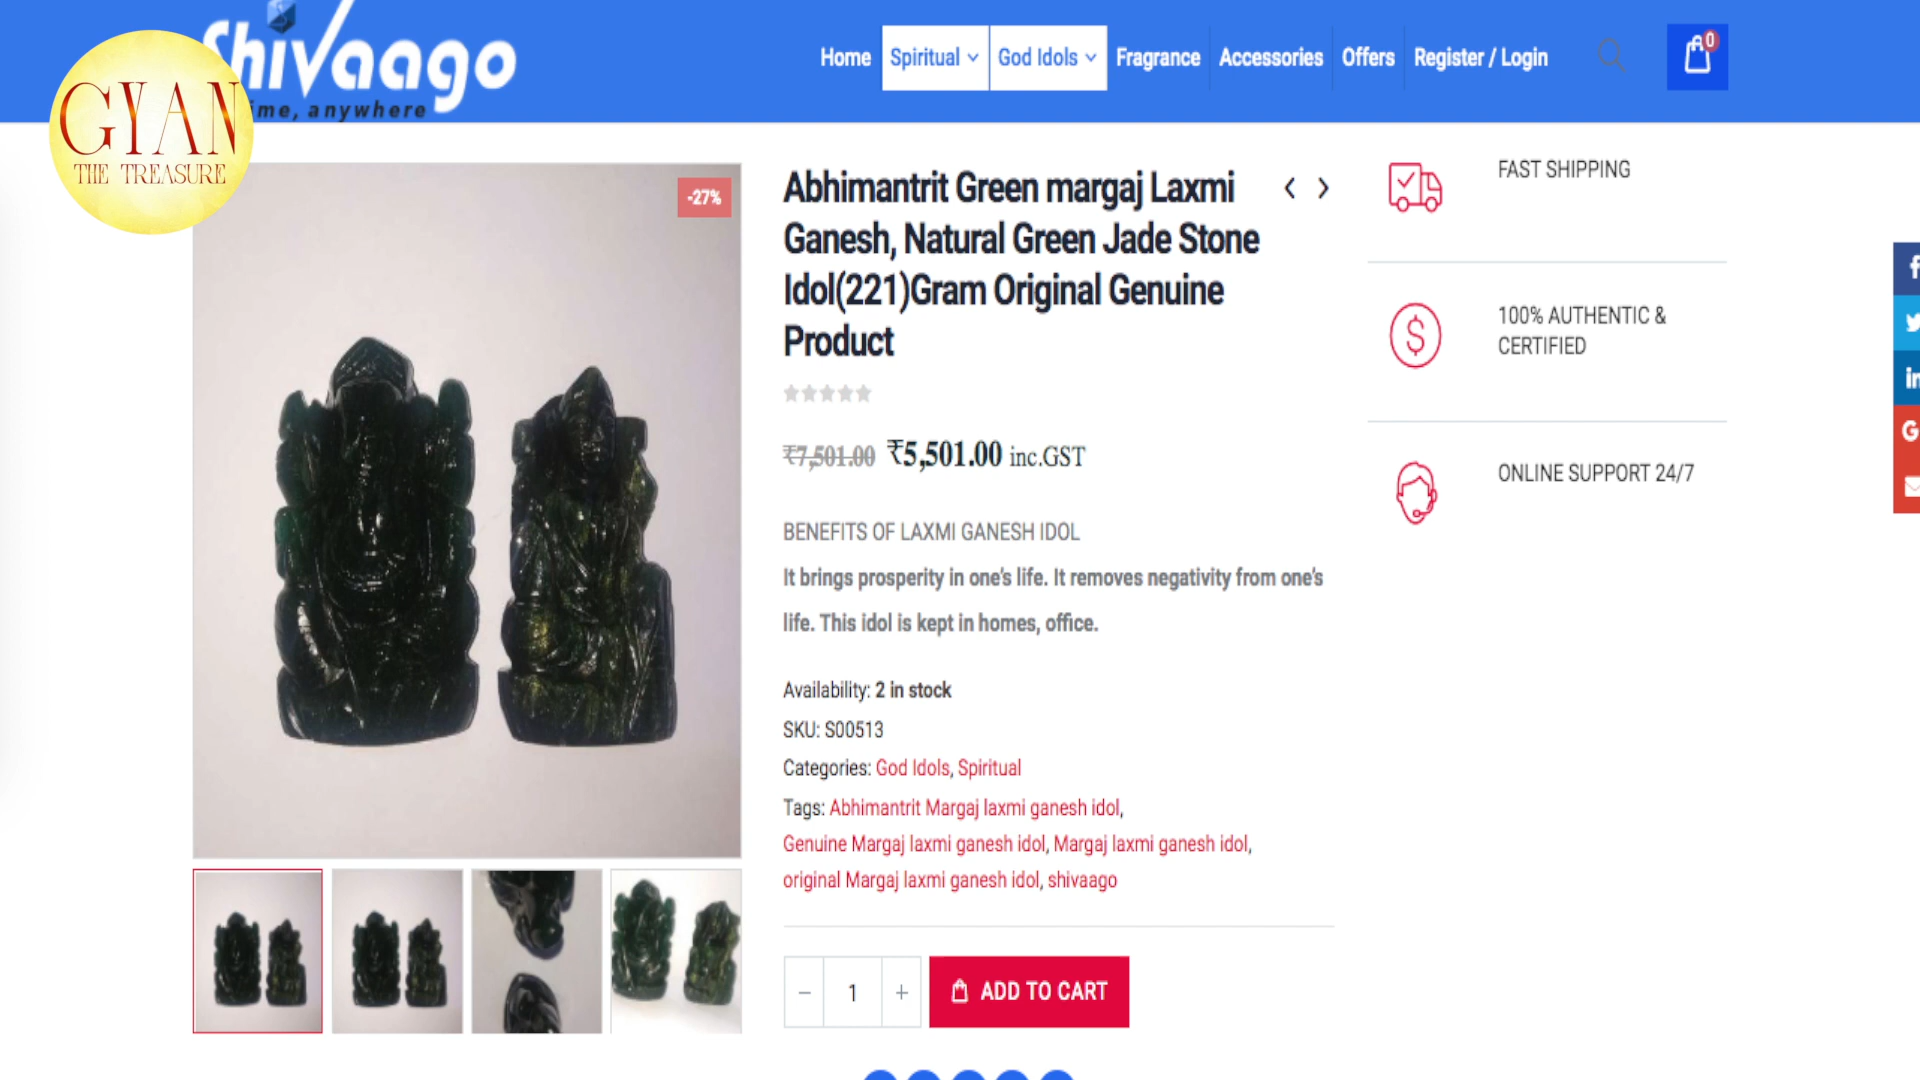 Shivaago
ime, anywhere
GYAN
THE TREASURE
Home Spiritual God Idols Fragrance Accessories Offers Register / Login
0
-27%
Abhimantrit Green margaj Laxmi
Ganesh, Natural Green Jade Stone
Idol(221)Gram Original Genuine
Product
₹7,501.00 ₹5,501.00 inc.GST
BENEFITS OF LAXMI GANESH IDOL
It brings prosperity in one's life. It removes negativity from one's
life. This idol is kept in homes, office.
Availability: 2 in stock
SKU: S00513
Categories: God Idols, Spiritual
Tags: Abhimantrit Margaj laxmi ganesh idol,
Genuine Margaj laxmi ganesh idol, Margaj laxmi ganesh idol,
original Margaj laxmi ganesh idol, shivaago
− 1 + ADD TO CART
FAST SHIPPING
100% AUTHENTIC &
CERTIFIED
ONLINE SUPPORT 24/7